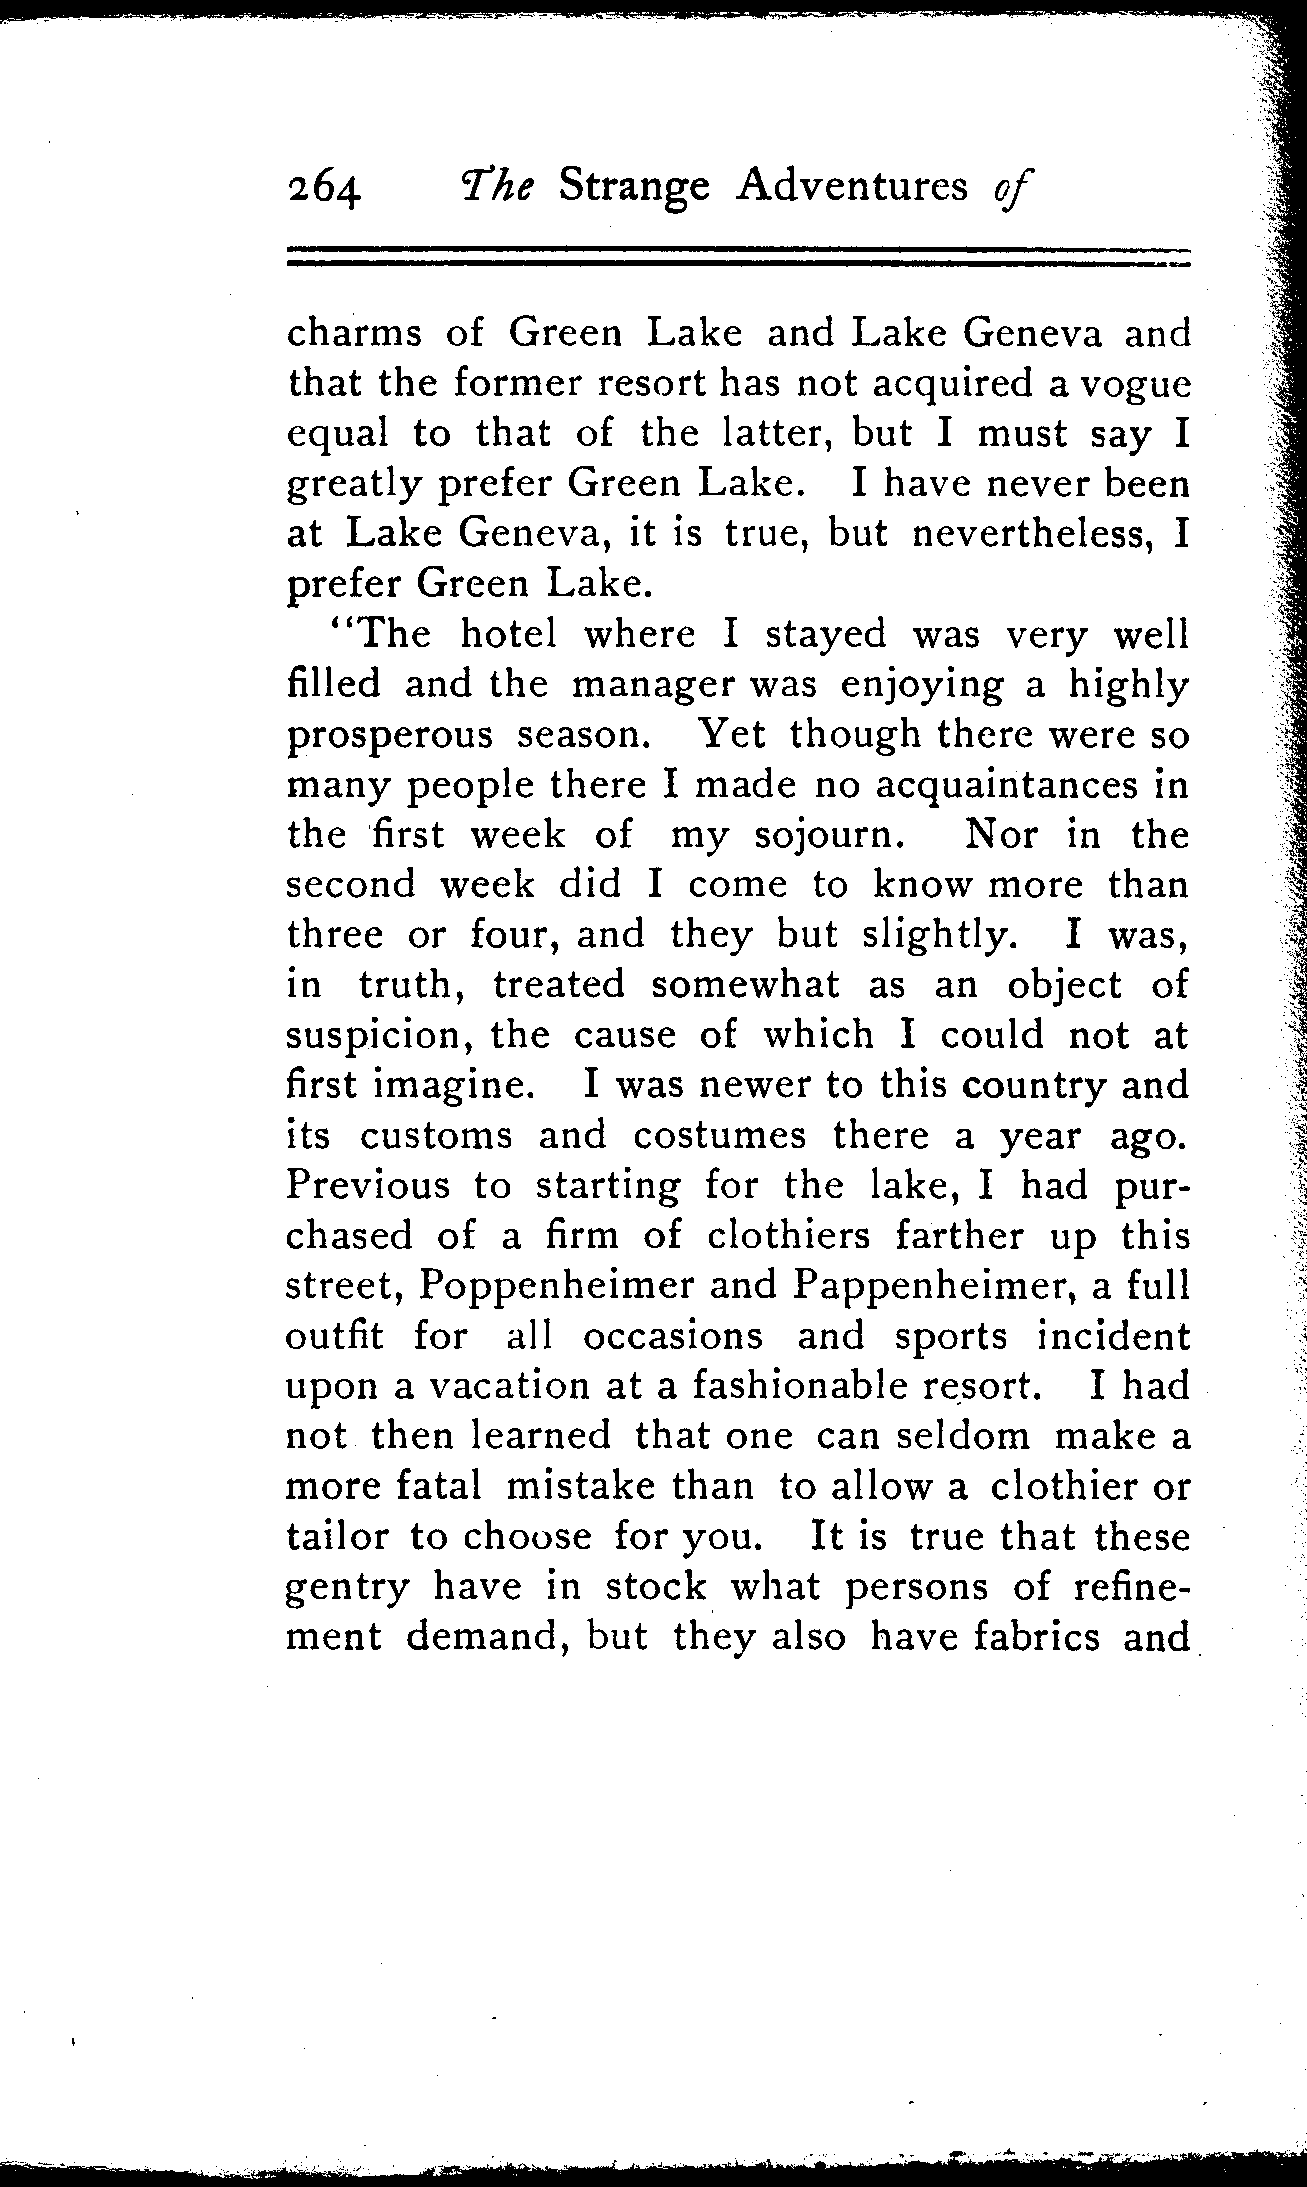 264 The Strange Adventures of
charms of Green Lake and Lake Geneva and
that the former resort has not acquired a vogue
equal to that of the latter, but I must say I
greatly prefer Green Lake. I have never been
at Lake Geneva, it is true, but nevertheless, I
prefer Green Lake.
"The hotel where I stayed was very well
filled and the manager was enjoying a highly
prosperous season. Yet though there were so
many people there I made no acquaintances in
the first week of my sojourn. Nor in the
second week did I come to know more than
three or four, and they but slightly. I was,
in truth, treated somewhat as an object of
suspicion, the cause of which I could not at
first imagine. I was newer to this country and
its customs and costumes there a year ago.
Previous to starting for the lake, I had pur-
chased of a firm of clothiers farther up this
street, Poppenheimer and Pappenheimer, a full
outfit for all occasions and sports incident
upon a vacation at a fashionable resort. I had
not then learned that one can seldom make a
more fatal mistake than to allow a clothier or
tailor to choose for you. It is true that these
gentry have in stock what persons of refine-
ment demand, but they also have fabrics and